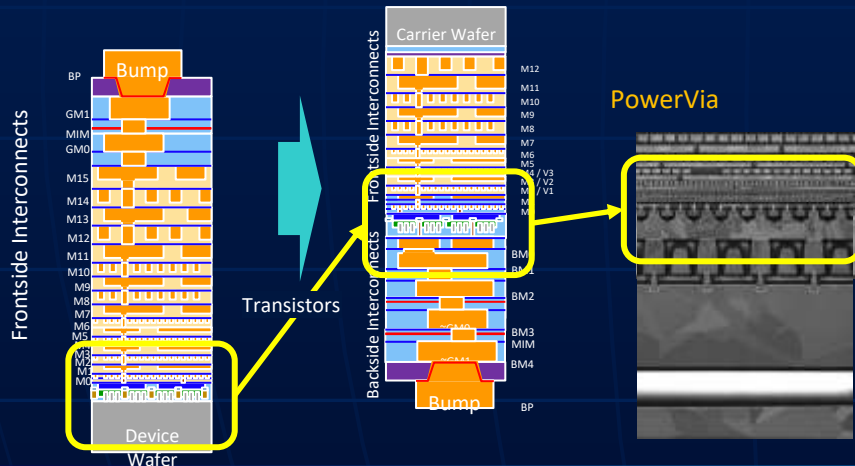 Frontside Interconnects
Bump
BP
GM1
MIM
GM0
M15
M14
M13
M12
M11
M10
M9
M8
M7
M6
M5
M3
M2
M1
M0
Device
Wafer
Transistors
Carrier Wafer
Frontside Interconnects
Backside Interconnects
M12
M11
M10
M9
M8
M7
M6
M5
M4 / V3
/ V2
/ V1
BM0
BM1
BM2
BM3
MIM
BM4
Bump
BP
PowerVia